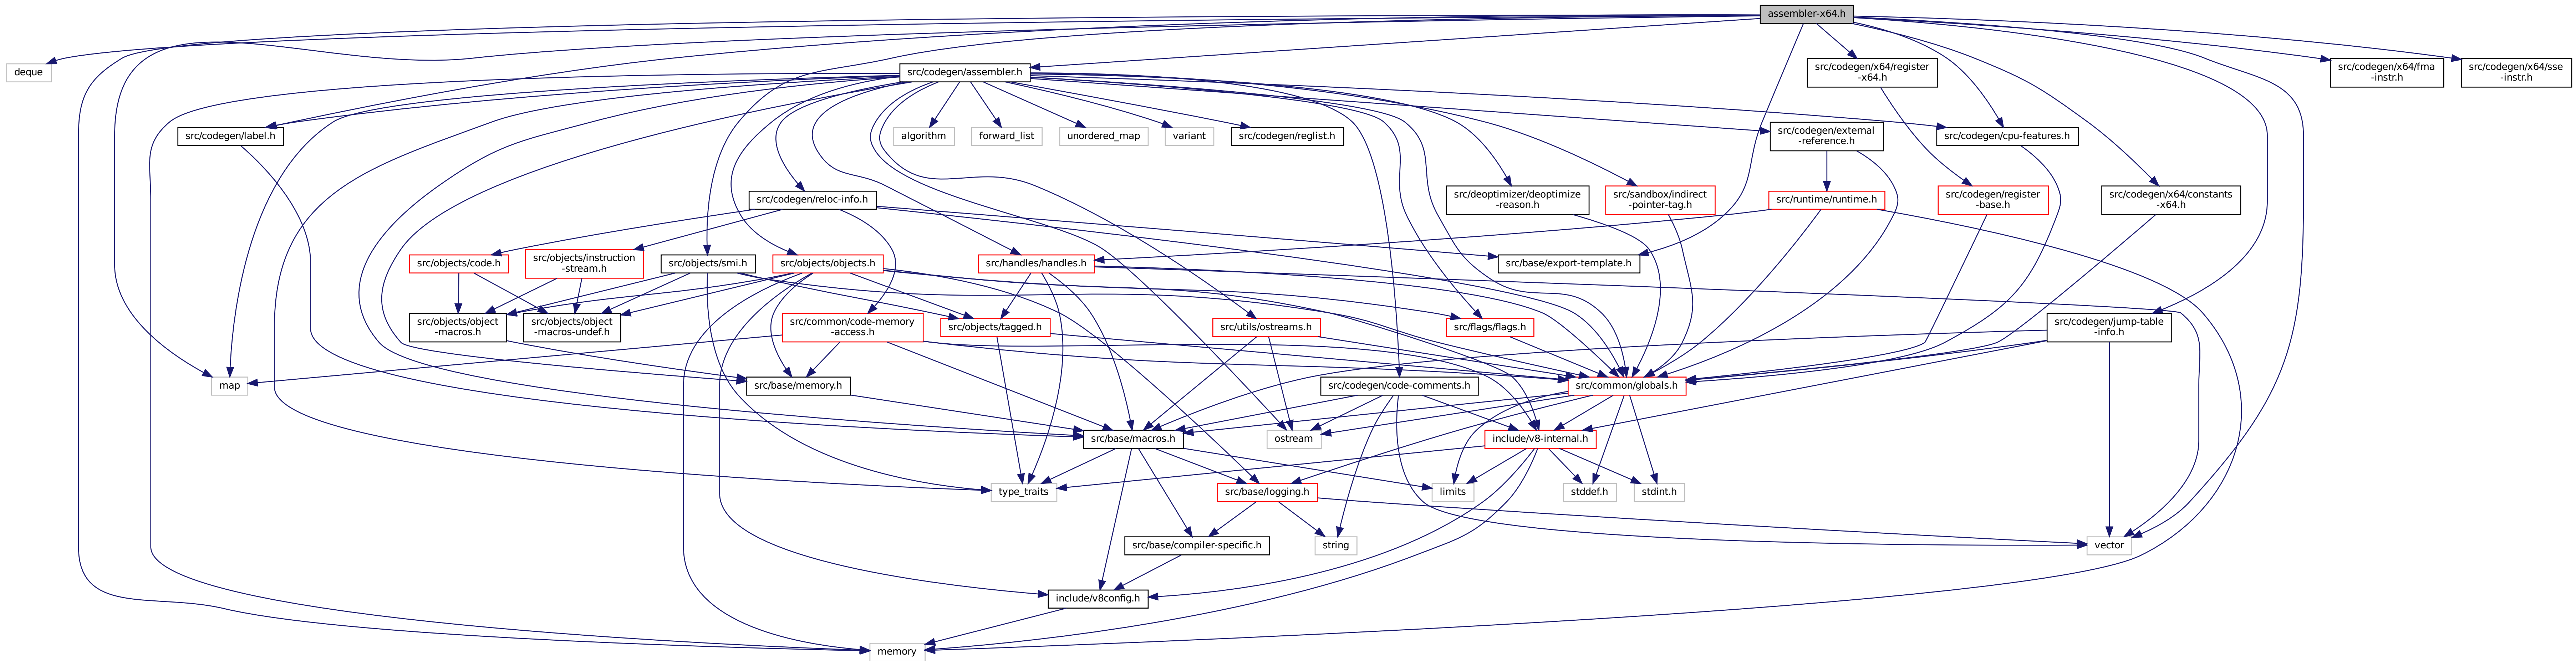 assembler-x64.h
deque
src/codegen/assembler.h
src/codegen/x64/register
-x64.h
src/codegen/x64/fma
-instr.h
src/codegen/x64/sse
-instr.h
src/codegen/label.h
algorithm
forward_list
unordered_map
variant
src/codegen/reglist.h
src/codegen/external
-reference.h
src/codegen/cpu-features.h
src/codegen/reloc-info.h
src/deoptimizer/deoptimize
-reason.h
src/sandbox/indirect
-pointer-tag.h
src/runtime/runtime.h
src/codegen/register
-base.h
src/codegen/x64/constants
-x64.h
src/objects/code.h
src/objects/instruction
-stream.h
src/objects/smi.h
src/objects/objects.h
src/handles/handles.h
src/base/export-template.h
src/objects/object
-macros.h
src/objects/object
-macros-undef.h
src/common/code-memory
-access.h
src/objects/tagged.h
src/utils/ostreams.h
src/flags/flags.h
src/codegen/jump-table
-info.h
map
src/base/memory.h
src/codegen/code-comments.h
src/common/globals.h
src/base/macros.h
ostream
include/v8-internal.h
type_traits
src/base/logging.h
limits
stddef.h
stdint.h
src/base/compiler-specific.h
string
vector
include/v8config.h
memory